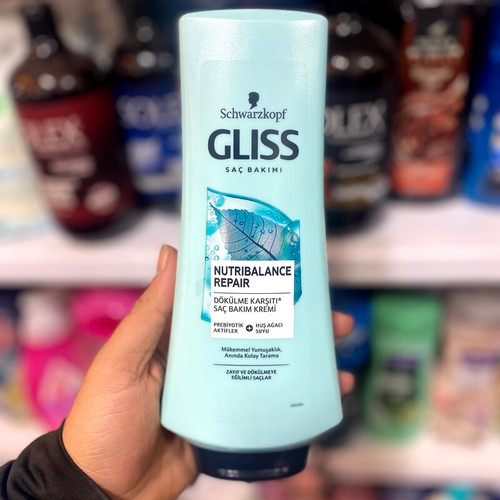 Schwarzkopf
GLISS
SAÇ BAKIMI
NUTRIBALANCE
REPAIR
DÖKÜLME KARŞITI*
SAÇ BAKIM KREMİ
PREBİYOTİK AKTİFLER + HUŞ AĞACI SUYU
Mükemmel Yumuşaklık,
Anında Kolay Tarama
ZAYIF VE DÖKÜLMEYE
EĞİLİMLİ SAÇLAR